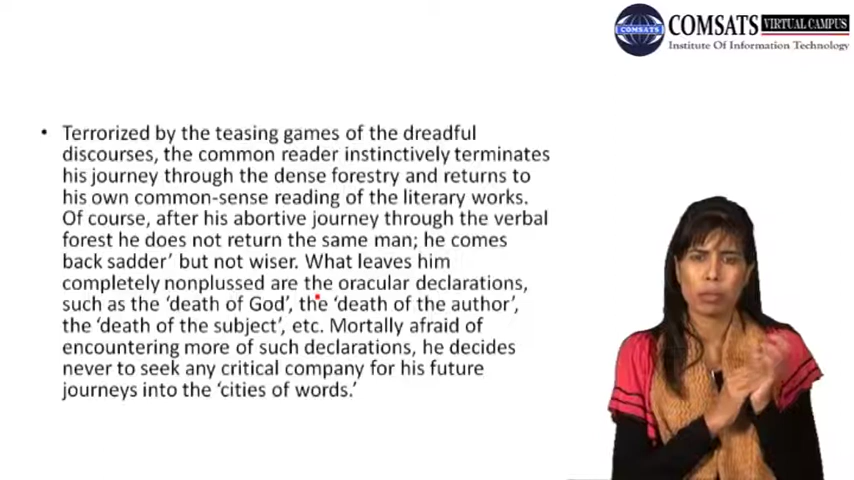 COMSATS VIRTUAL CAMPUS
COMSATS
Institute Of Information Technology
• Terrorized by the teasing games of the dreadful
discourses, the common reader instinctively terminates
his journey through the dense forestry and returns to
his own common-sense reading of the literary works.
Of course, after his abortive journey through the verbal
forest he does not return the same man; he comes
back sadder’ but not wiser. What leaves him
completely nonplussed are the oracular declarations,
such as the ‘death of God’, the ‘death of the author’,
the ‘death of the subject’, etc. Mortally afraid of
encountering more of such declarations, he decides
never to seek any critical company for his future
journeys into the ‘cities of words.’